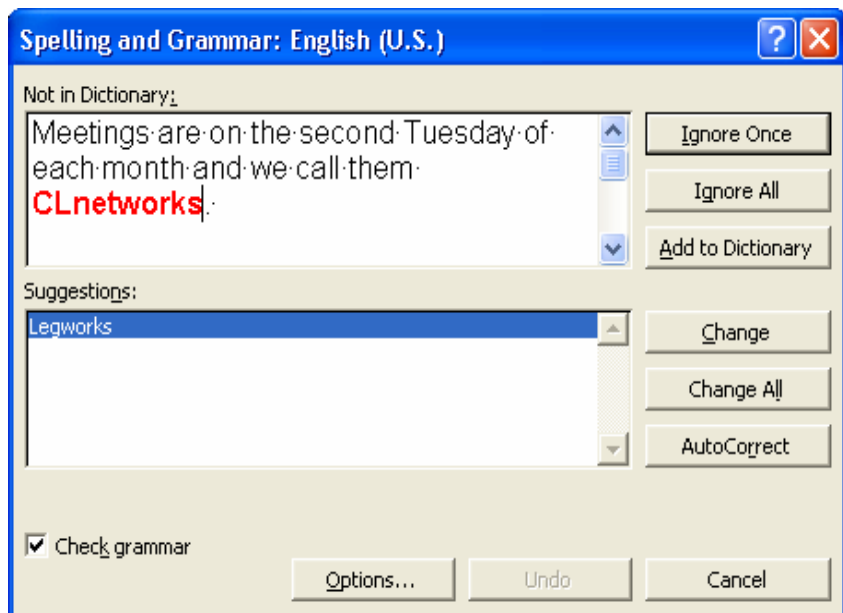 Spelling and Grammar: English (U.S.)
Not in Dictionary:
Meetings·are·on·the·second·Tuesday·of·
each·month·and·we·call·them·
CLnetworks.·
Ignore Once
Ignore All
Add to Dictionary
Suggestions:
Legworks
Change
Change All
AutoCorrect
Check grammar
Options...
Undo
Cancel